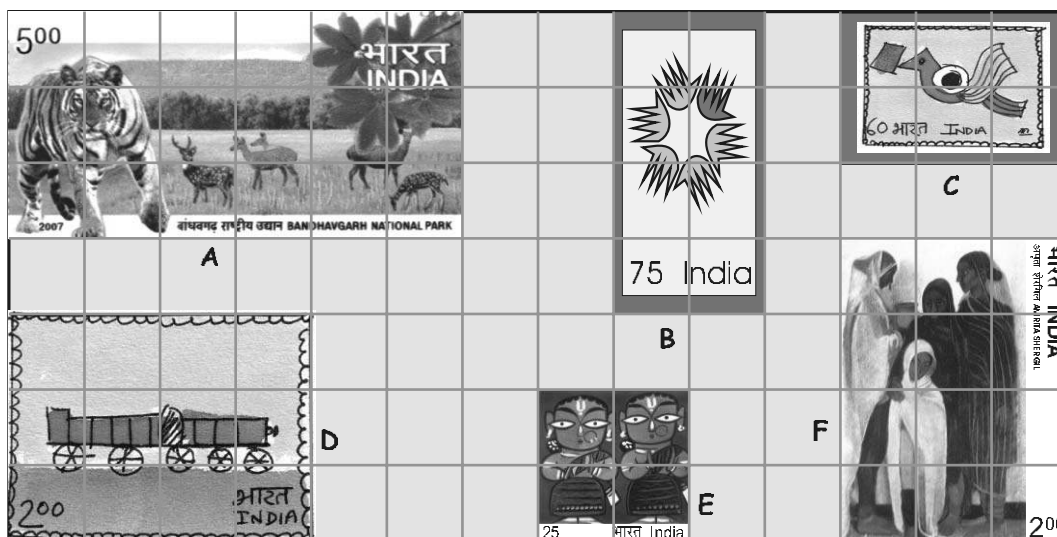 5⁰⁰
भारत
INDIA
2007
बांधवगढ़ राष्ट्रीय उद्यान BANDHAVGARH NATIONAL PARK
A
75 India
B
60 भारत INDIA
C
2⁰⁰
भारत
INDIA
D
25 भारत India
E
भारत INDIA
अमृता शेरगिल AMRITA SHERGIL
2⁰⁰
F